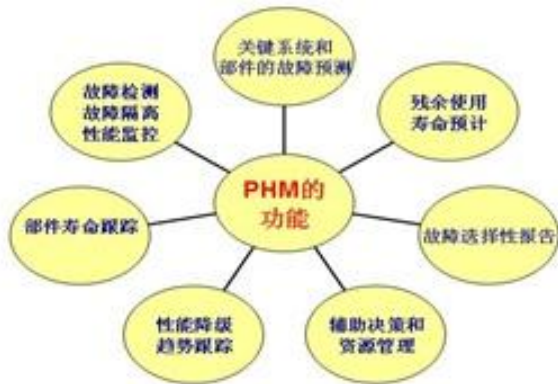 关键系统和
部件的故障预测
故障检测
故障隔离
性能监控
残余使用
寿命预计
PHM的
功能
部件寿命跟踪
故障选择性报告
性能降缓
趋势跟踪
辅助决策和
资源管理